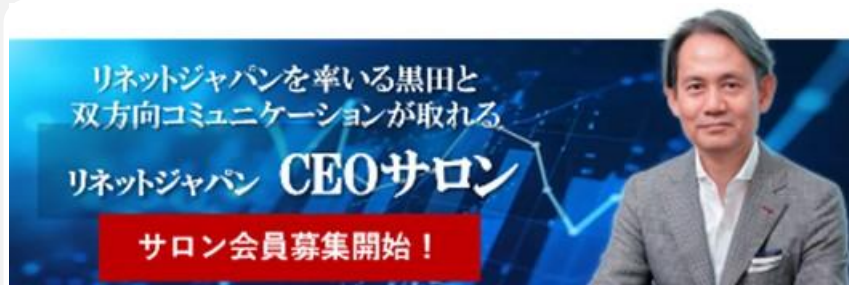 リネットジャパンを率いる黒田と
双方向コミュニケーションが取れる
リネットジャパン CEOサロン
サロン会員募集開始！